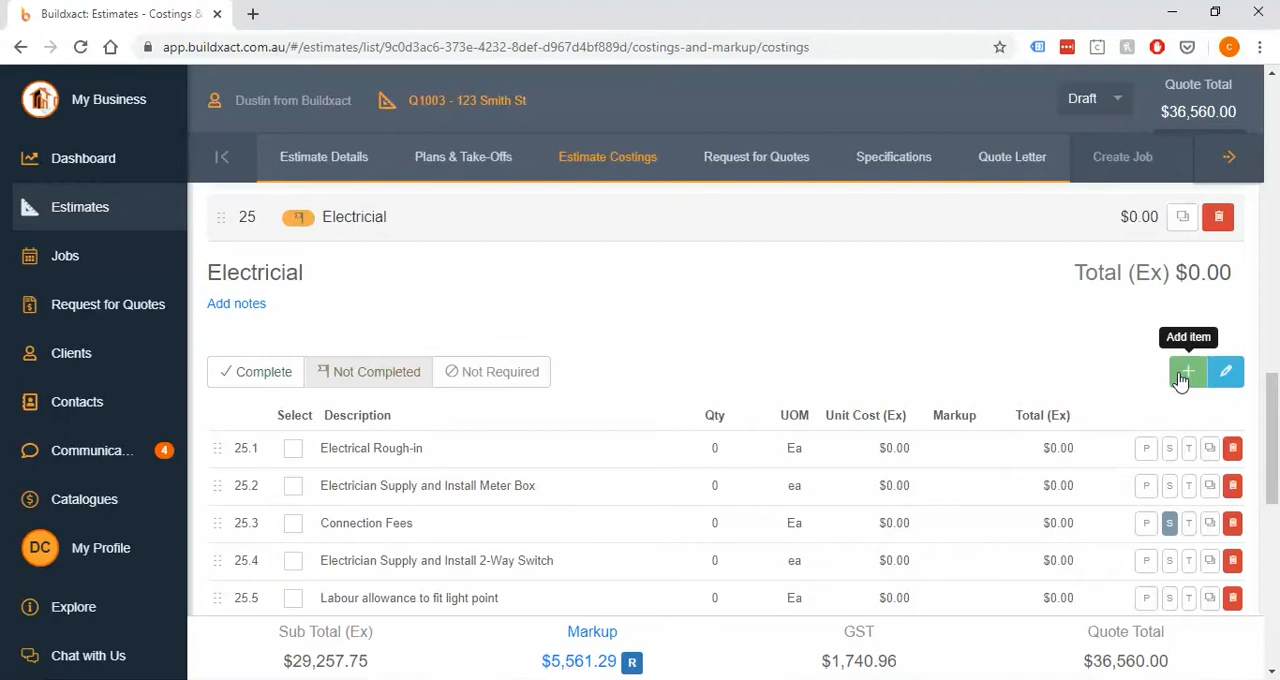 Buildxact: Estimates - Costings &
app.buildxact.com.au/#/estimates/list/9c0d3ac6-373e-4232-8def-d967d4bf889d/costings-and-markup/costings
C
My Business
Dustin from Buildxact
Q1003 - 123 Smith St
Draft
Quote Total
$36,560.00
Estimate Details
Plans & Take-Offs
Estimate Costings
Request for Quotes
Specifications
Quote Letter
Create Job
Dashboard
Estimates
Jobs
Request for Quotes
Clients
Contacts
Communica... 4
Catalogues
DC My Profile
Explore
Chat with Us
25 Electricial $0.00
Electricial Total (Ex) $0.00
Add notes
Add item
Complete Not Completed Not Required
Select Description Qty UOM Unit Cost (Ex) Markup Total (Ex)
25.1 Electrical Rough-in 0 Ea $0.00 $0.00 P S T
25.2 Electrician Supply and Install Meter Box 0 ea $0.00 $0.00 P S T
25.3 Connection Fees 0 Ea $0.00 $0.00 P S T
25.4 Electrician Supply and Install 2-Way Switch 0 ea $0.00 $0.00 P S T
25.5 Labour allowance to fit light point 0 Ea $0.00 $0.00 P S T
Sub Total (Ex) Markup GST Quote Total
$29,257.75 $5,561.29 R $1,740.96 $36,560.00